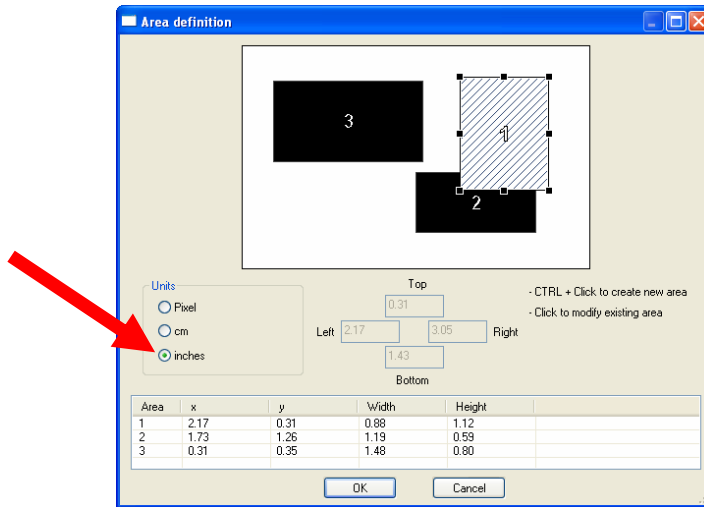 Area definition
3
1
2
Units
Pixel
cm
inches
Top
0.31
Left 2.17 3.05 Right
1.43
Bottom
- CTRL + Click to create new area
- Click to modify existing area
Area x y Width Height
1 2.17 0.31 0.88 1.12
2 1.73 1.26 1.19 0.59
3 0.31 0.35 1.48 0.80
OK Cancel